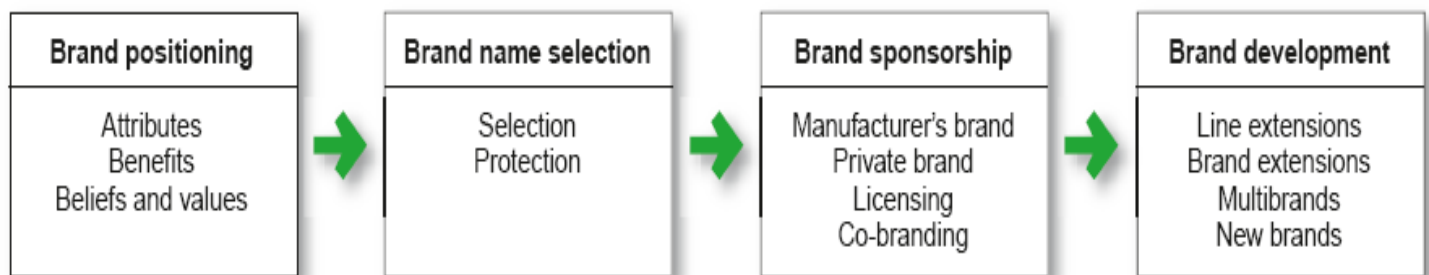 Brand positioning
Attributes
Benefits
Beliefs and values
Brand name selection
Selection
Protection
Brand sponsorship
Manufacturer's brand
Private brand
Licensing
Co-branding
Brand development
Line extensions
Brand extensions
Multibrands
New brands